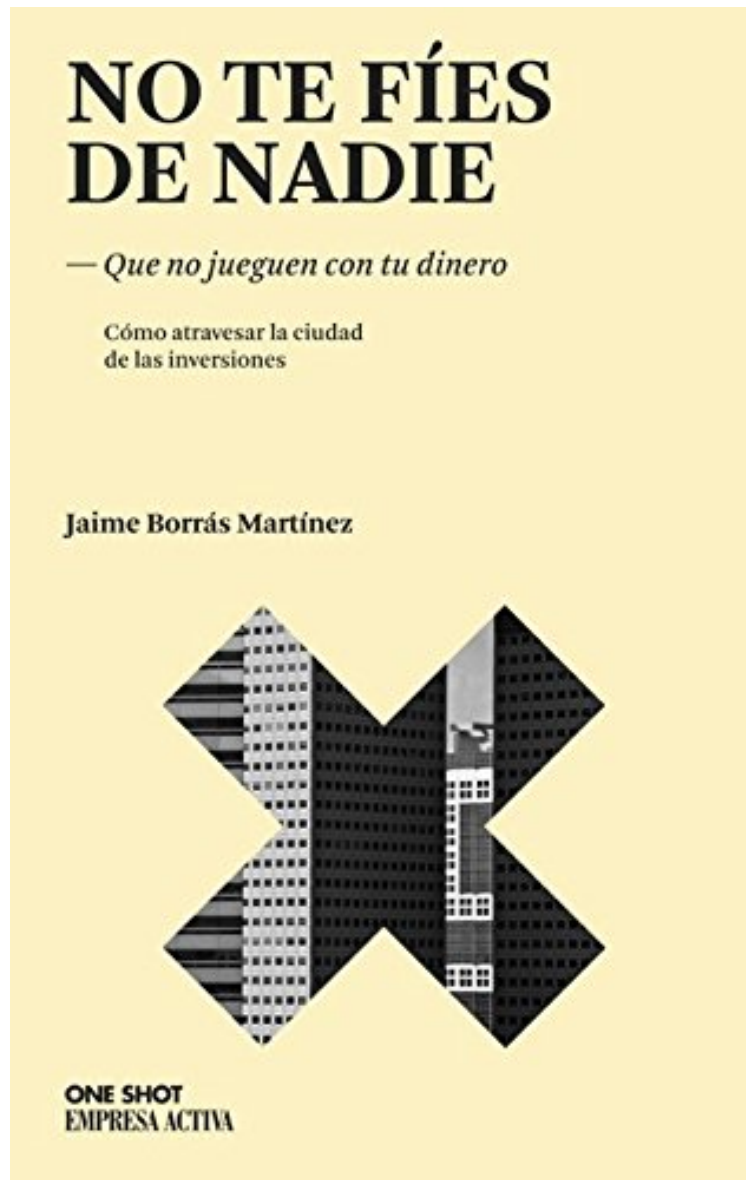 NO TE FÍES
DE NADIE
— Que no jueguen con tu dinero
Cómo atravesar la ciudad
de las inversiones
Jaime Borrás Martínez
ONE SHOT
EMPRESA ACTIVA